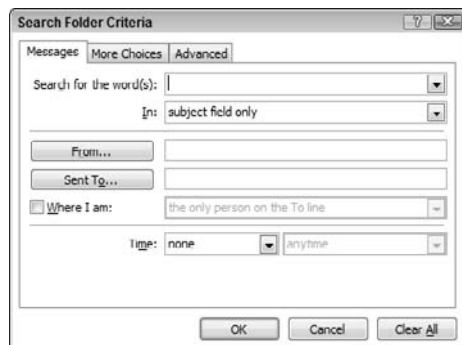 Search Folder Criteria
Messages More Choices Advanced
Search for the word(s):
In: subject field only
From...
Sent To...
Where I am: the only person on the To line
Time: none anytime
OK Cancel Clear All